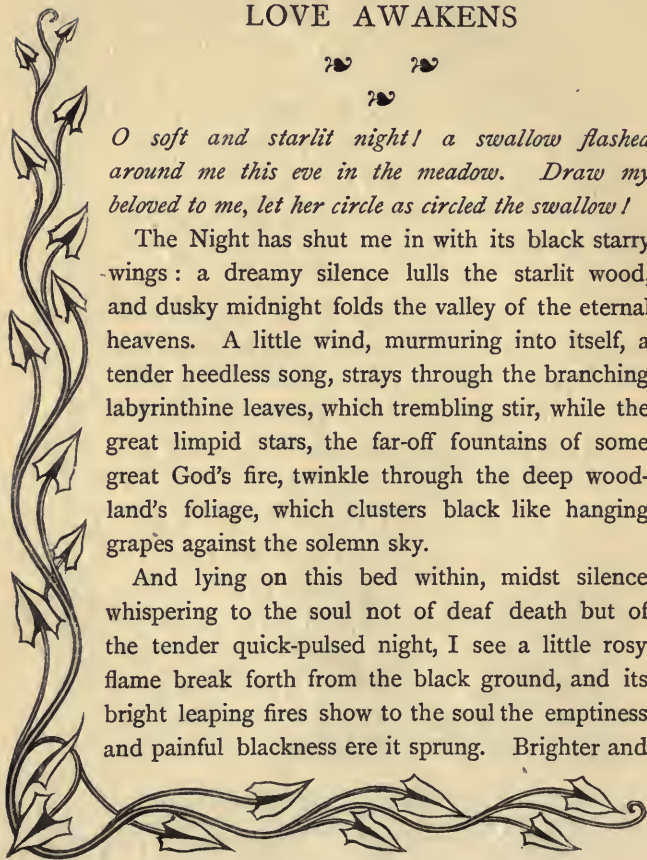 LOVE AWAKENS
O soft and starlit night! a swallow flashed
around me this eve in the meadow. Draw my
beloved to me, let her circle as circled the swallow!
The Night has shut me in with its black starry
wings: a dreamy silence lulls the starlit wood,
and dusky midnight folds the valley of the eternal
heavens. A little wind, murmuring into itself, a
tender heedless song, strays through the branching
labyrinthine leaves, which trembling stir, while the
great limpid stars, the far-off fountains of some
great God's fire, twinkle through the deep wood-
land's foliage, which clusters black like hanging
grapes against the solemn sky.
And lying on this bed within, midst silence
whispering to the soul not of deaf death but of
the tender quick-pulsed night, I see a little rosy
flame break forth from the black ground, and its
bright leaping fires show to the soul the emptiness
and painful blackness ere it sprung. Brighter and